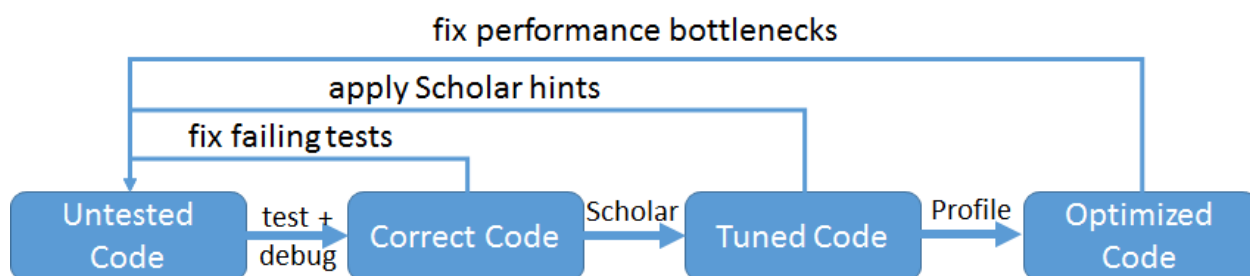 fix performance bottlenecks
apply Scholar hints
fix failing tests
Untested
Code
test +
debug
Correct Code
Scholar
Tuned Code
Profile
Optimized
Code